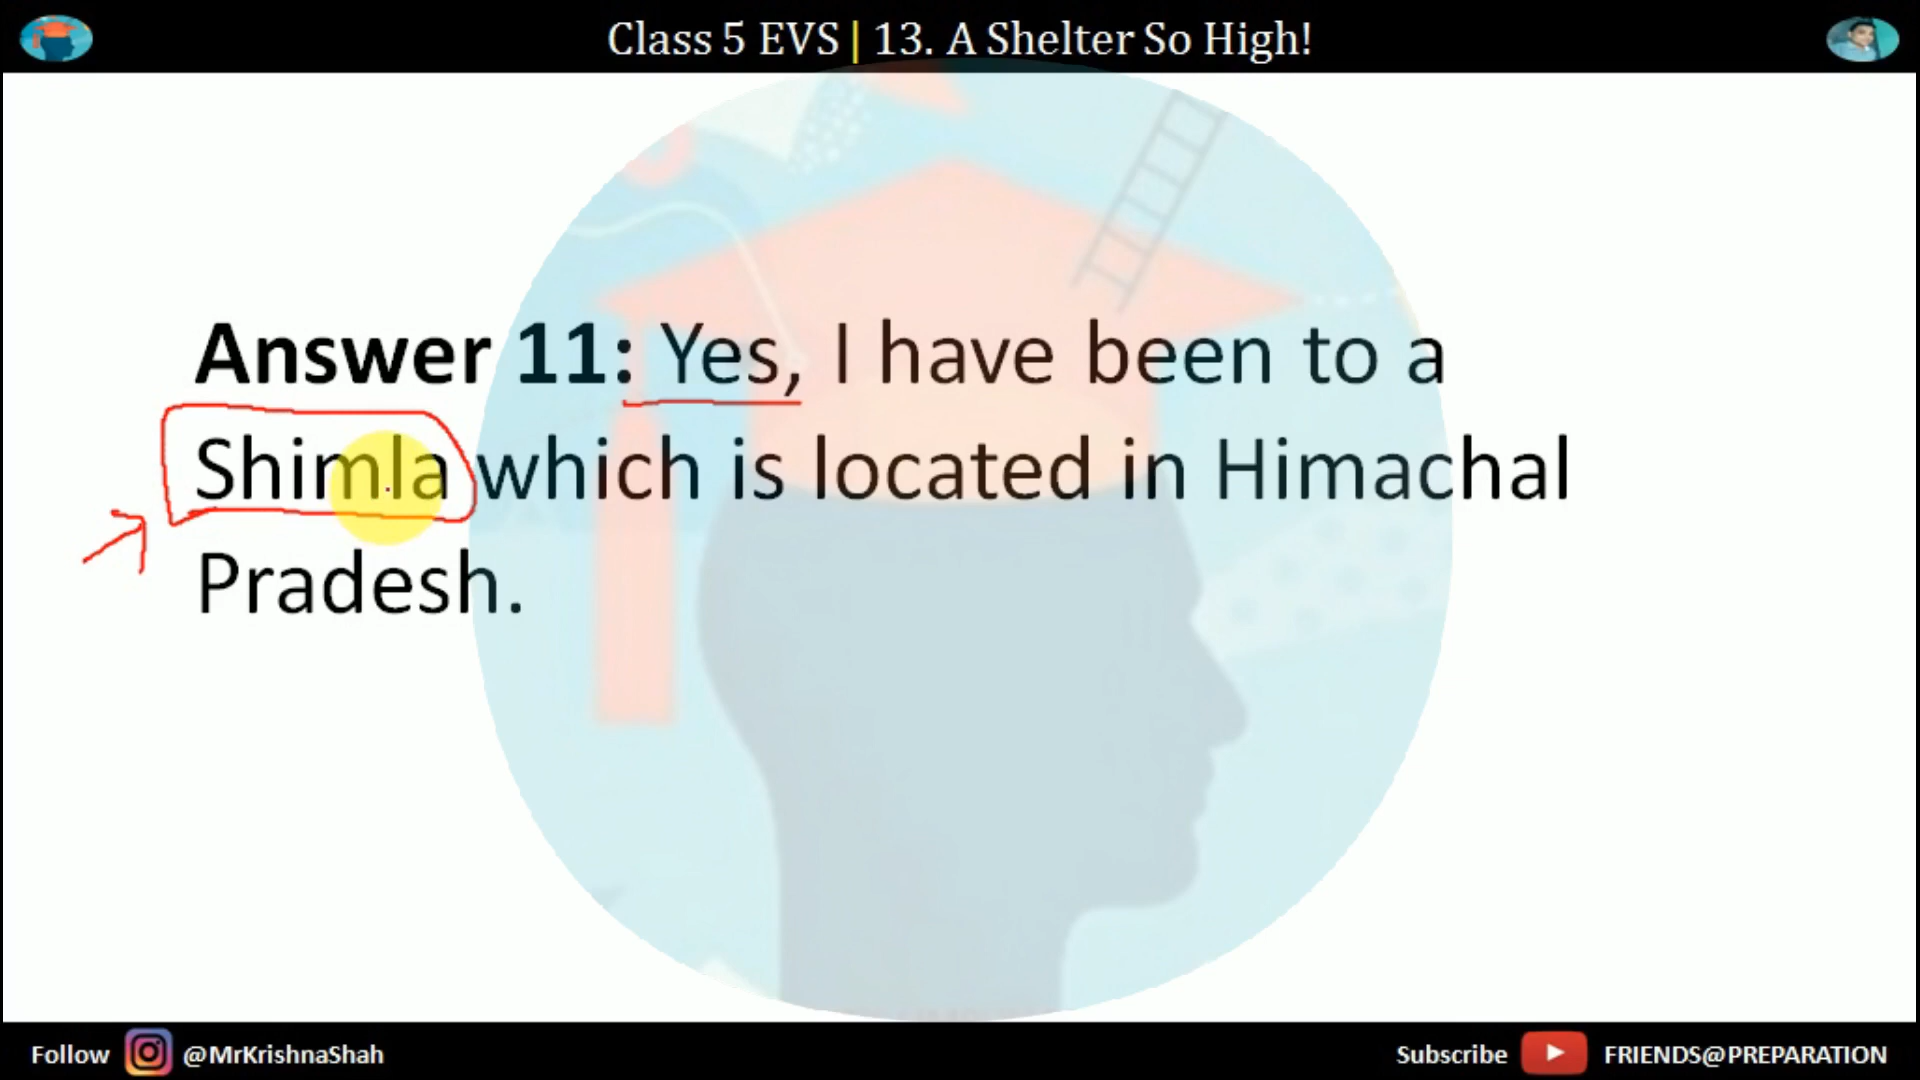 Class 5 EVS | 13. A Shelter So High!
Answer 11: Yes, I have been to a
Shimla which is located in Himachal
Pradesh.
Follow @MrKrishnaShah
Subscribe FRIENDS@PREPARATION